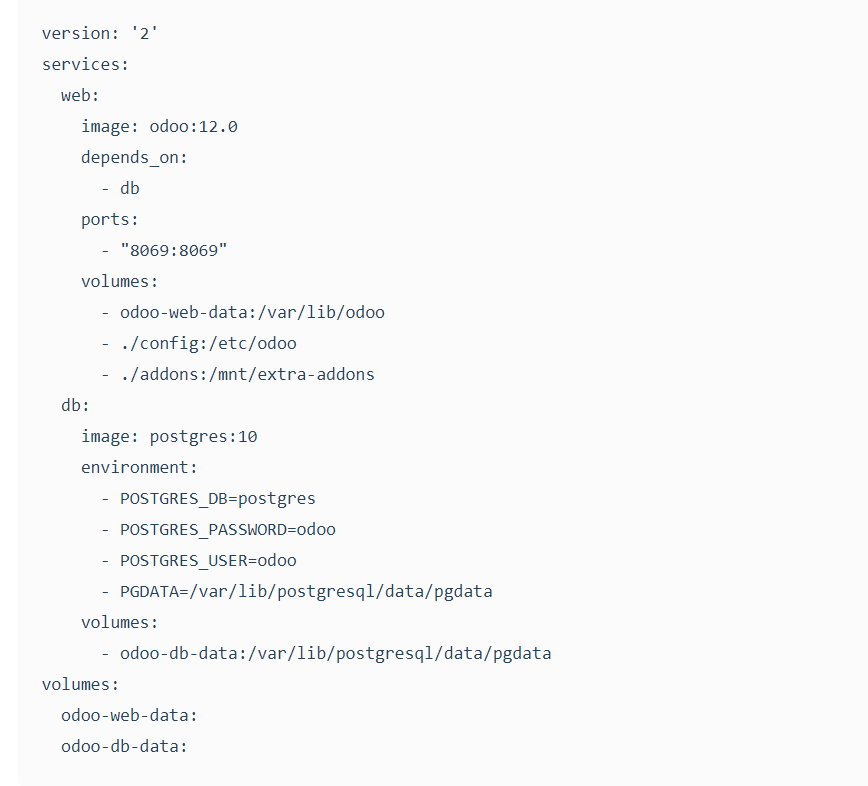 version: '2'
services:
  web:
    image: odoo:12.0
    depends_on:
      - db
    ports:
      - "8069:8069"
    volumes:
      - odoo-web-data:/var/lib/odoo
      - ./config:/etc/odoo
      - ./addons:/mnt/extra-addons
  db:
    image: postgres:10
    environment:
      - POSTGRES_DB=postgres
      - POSTGRES_PASSWORD=odoo
      - POSTGRES_USER=odoo
      - PGDATA=/var/lib/postgresql/data/pgdata
    volumes:
      - odoo-db-data:/var/lib/postgresql/data/pgdata
volumes:
  odoo-web-data:
  odoo-db-data: